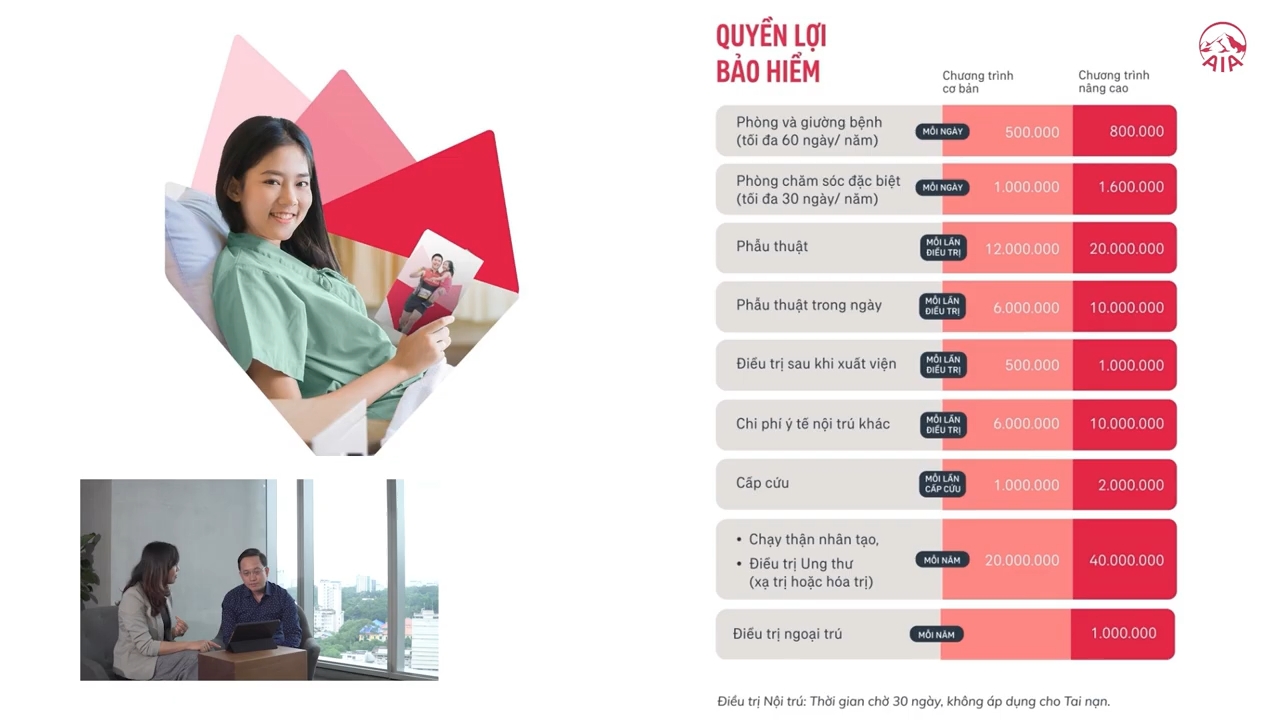 QUYỀN LỢI
BẢO HIỂM
AIA
Chương trình
cơ bản
Chương trình
nâng cao
Phòng và giường bệnh
(tối đa 60 ngày/ năm)
MỖI NGÀY
500.000
800.000
Phòng chăm sóc đặc biệt
(tối đa 30 ngày/ năm)
MỖI NGÀY
1.000.000
1.600.000
Phẫu thuật
MỖI LẦN
ĐIỀU TRỊ
12.000.000
20.000.000
Phẫu thuật trong ngày
MỖI LẦN
ĐIỀU TRỊ
6.000.000
10.000.000
Điều trị sau khi xuất viện
MỖI LẦN
ĐIỀU TRỊ
500.000
1.000.000
Chi phí y tế nội trú khác
MỖI LẦN
ĐIỀU TRỊ
6.000.000
10.000.000
Cấp cứu
MỖI LẦN
CẤP CỨU
1.000.000
2.000.000
• Chạy thận nhân tạo,
• Điều trị Ung thư
(xạ trị hoặc hóa trị)
MỖI NĂM
20.000.000
40.000.000
Điều trị ngoại trú
MỖI NĂM
1.000.000
Điều trị Nội trú: Thời gian chờ 30 ngày, không áp dụng cho Tai nạn.